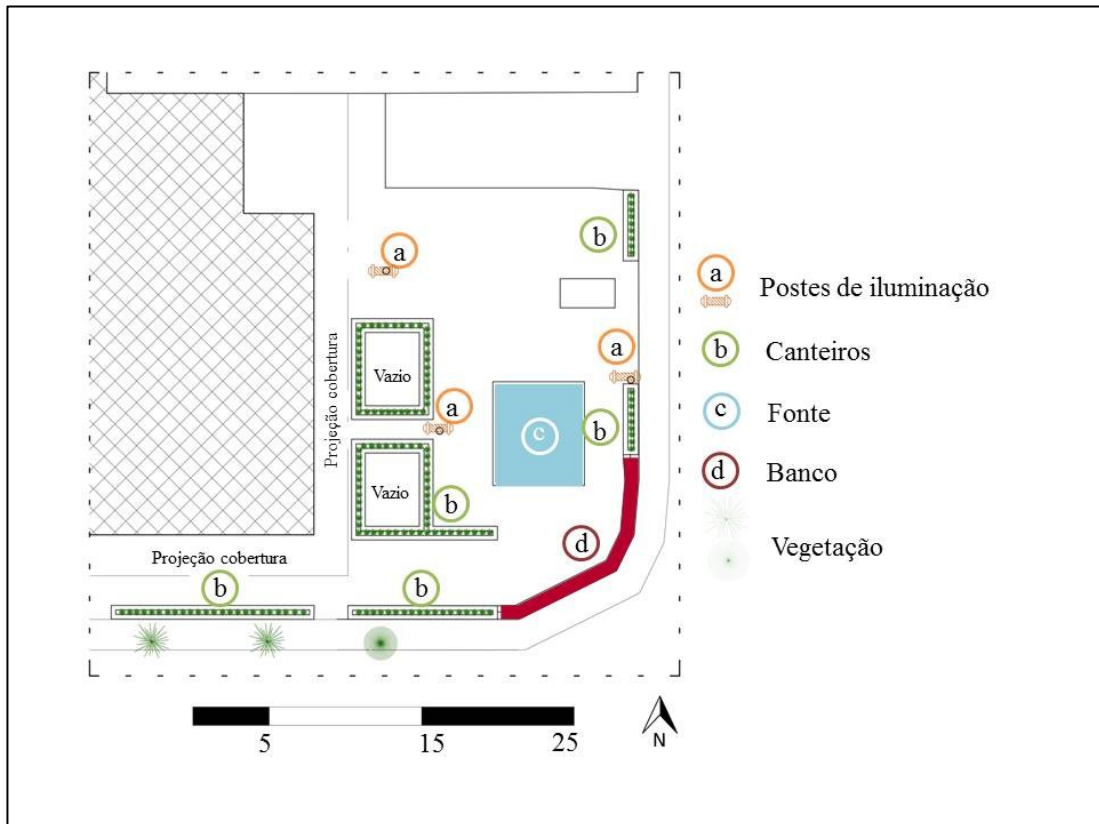 a
b
a
Projeção cobertura
Vazio
a
c
b
Vazio
b
d
Projeção cobertura
b
b
a
Postes de iluminação
b
Canteiros
c
Fonte
d
Banco
Vegetação
5
15
25
N